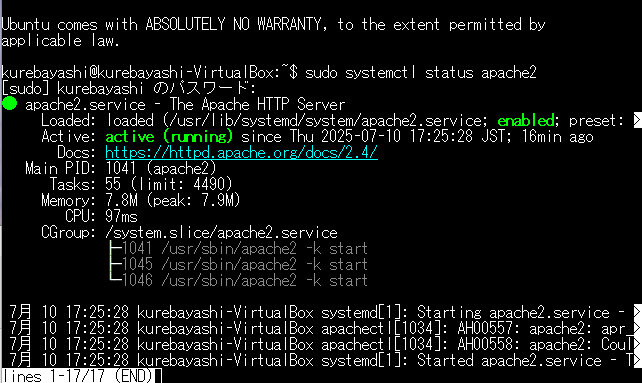 Ubuntu comes with ABSOLUTELY NO WARRANTY, to the extent permitted by
applicable law.
kurebayashi@kurebayashi-VirtualBox:~$ sudo systemctl status apache2
[sudo] kurebayashi のパスワード:
● apache2.service - The Apache HTTP Server
Loaded: loaded (/usr/lib/systemd/system/apache2.service; enabled; preset: >
Active: active (running) since Thu 2025-07-10 17:25:28 JST; 16min ago
Docs: https://httpd.apache.org/docs/2.4/
Main PID: 1041 (apache2)
Tasks: 55 (limit: 4490)
Memory: 7.8M (peak: 7.9M)
CPU: 97ms
CGroup: /system.slice/apache2.service
├─1041 /usr/sbin/apache2 -k start
├─1045 /usr/sbin/apache2 -k start
└─1046 /usr/sbin/apache2 -k start
7月 10 17:25:28 kurebayashi-VirtualBox systemd[1]: Starting apache2.service - >
7月 10 17:25:28 kurebayashi-VirtualBox apachectl[1034]: AH00557: apache2: apr_>
7月 10 17:25:28 kurebayashi-VirtualBox apachectl[1034]: AH00558: apache2: Coul>
7月 10 17:25:28 kurebayashi-VirtualBox systemd[1]: Started apache2.service - T>
lines 1-17/17 (END)